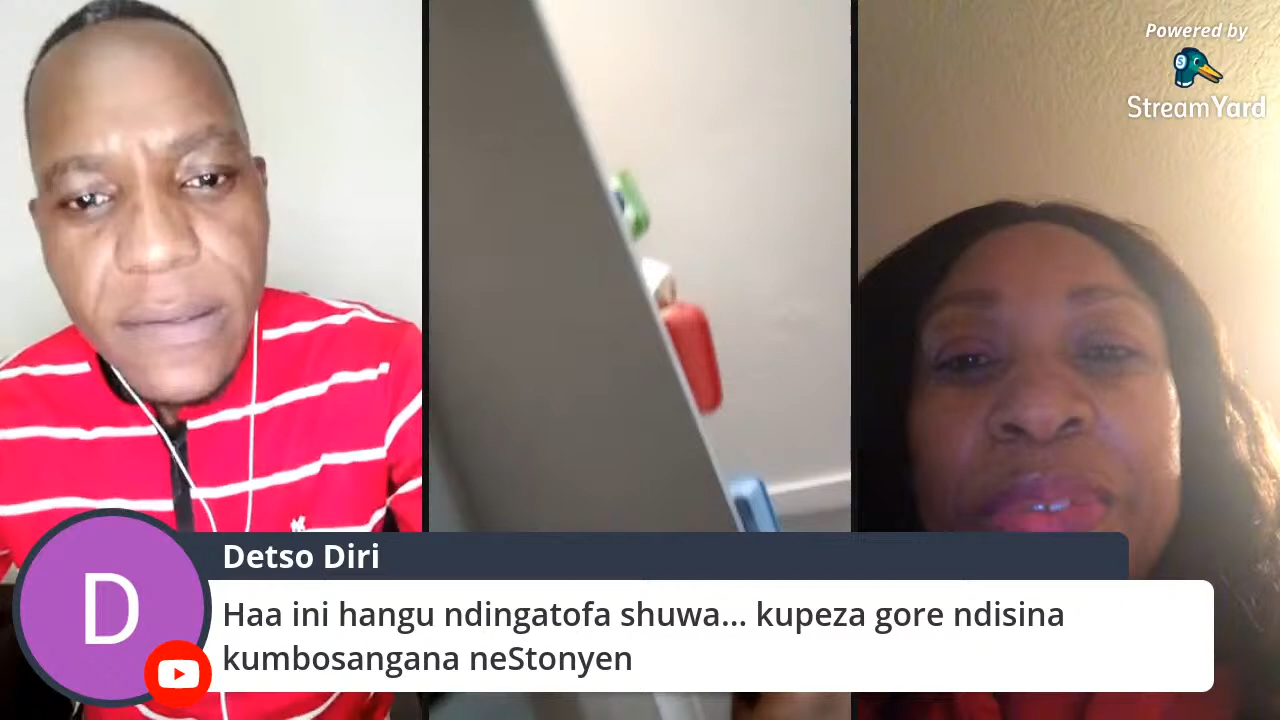 Powered by
StreamYard
Detso Diri
D
Haa ini hangu ndingatofa shuwa... kupeza gore ndisina
kumbosangana neStonyen